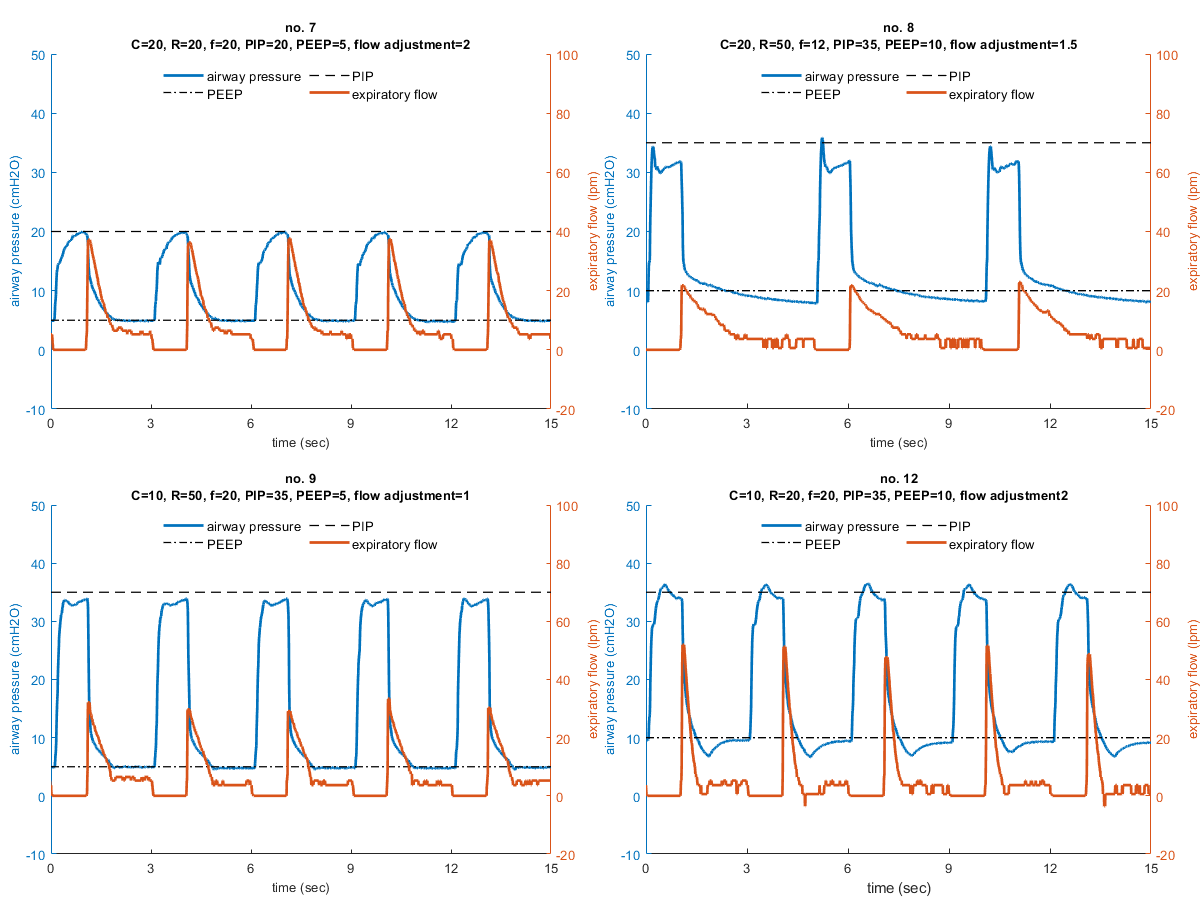 no. 7
C=20, R=20, f=20, PIP=20, PEEP=5, flow adjustment=2
airway pressure PIP
PEEP expiratory flow
50
40
30
20
10
0
-10
airway pressure (cmH2O)
100
80
60
40
20
0
-20
expiratory flow (lpm)
0 3 6 9 12 15
time (sec)
no. 8
C=20, R=50, f=12, PIP=35, PEEP=10, flow adjustment=1.5
airway pressure PIP
PEEP expiratory flow
50
40
30
20
10
0
-10
airway pressure (cmH2O)
100
80
60
40
20
0
-20
expiratory flow (lpm)
0 3 6 9 12 15
time (sec)
no. 9
C=10, R=50, f=20, PIP=35, PEEP=5, flow adjustment=1
airway pressure PIP
PEEP expiratory flow
50
40
30
20
10
0
-10
airway pressure (cmH2O)
100
80
60
40
20
0
-20
expiratory flow (lpm)
0 3 6 9 12 15
time (sec)
no. 12
C=10, R=20, f=20, PIP=35, PEEP=10, flow adjustment2
airway pressure PIP
PEEP expiratory flow
50
40
30
20
10
0
-10
airway pressure (cmH2O)
100
80
60
40
20
0
-20
expiratory flow (lpm)
0 3 6 9 12 15
time (sec)